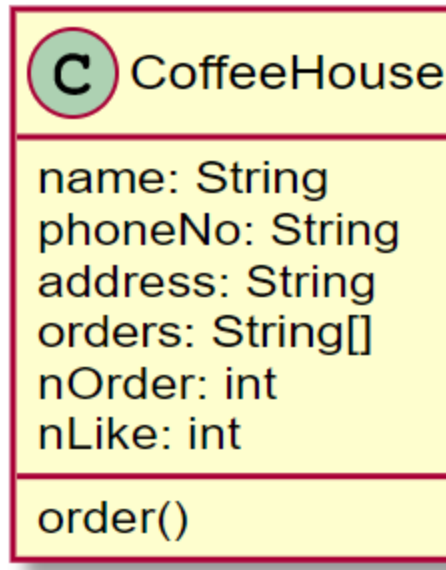 C CoffeeHouse
name: String
phoneNo: String
address: String
orders: String[]
nOrder: int
nLike: int
order()